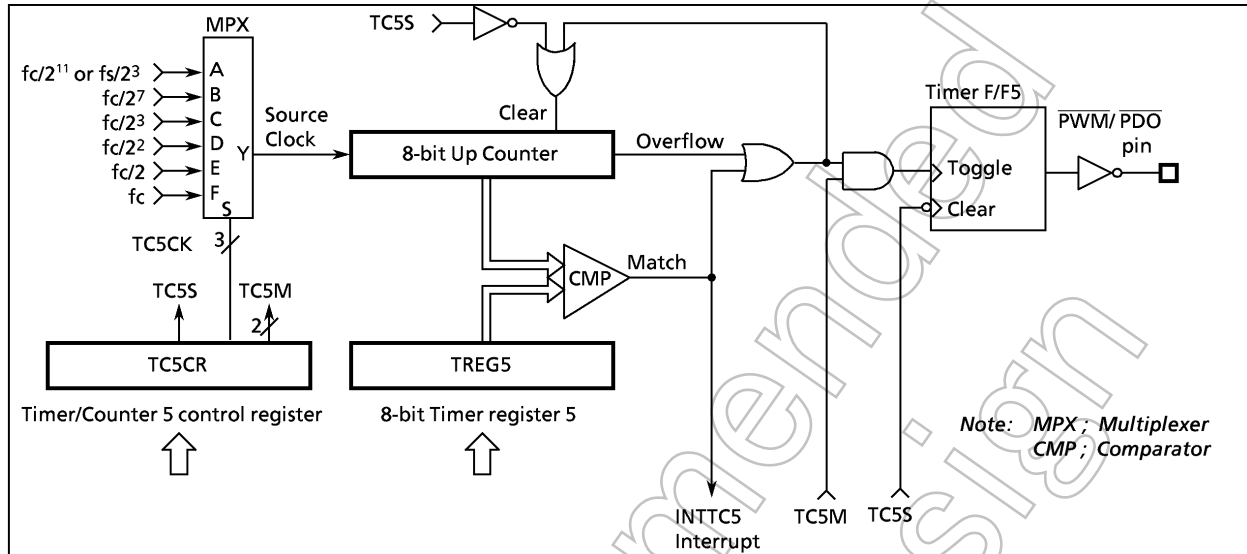 MPX
TC5S
fc/2¹¹ or fs/2³
A
fc/2⁷
B
fc/2³
C
fc/2²
D
fc/2
E
fc
F
Y
S
Source
Clock
Clear
8-bit Up Counter
Overflow
Timer F/F5
Toggle
Clear
PWM/ PDO
pin
TC5CK
3
CMP
Match
TC5S
TC5M
2
TC5CR
TREG5
Timer/Counter 5 control register
8-bit Timer register 5
Note: MPX ; Multiplexer
CMP ; Comparator
INTTC5
Interrupt
TC5M
TC5S
mended
sign